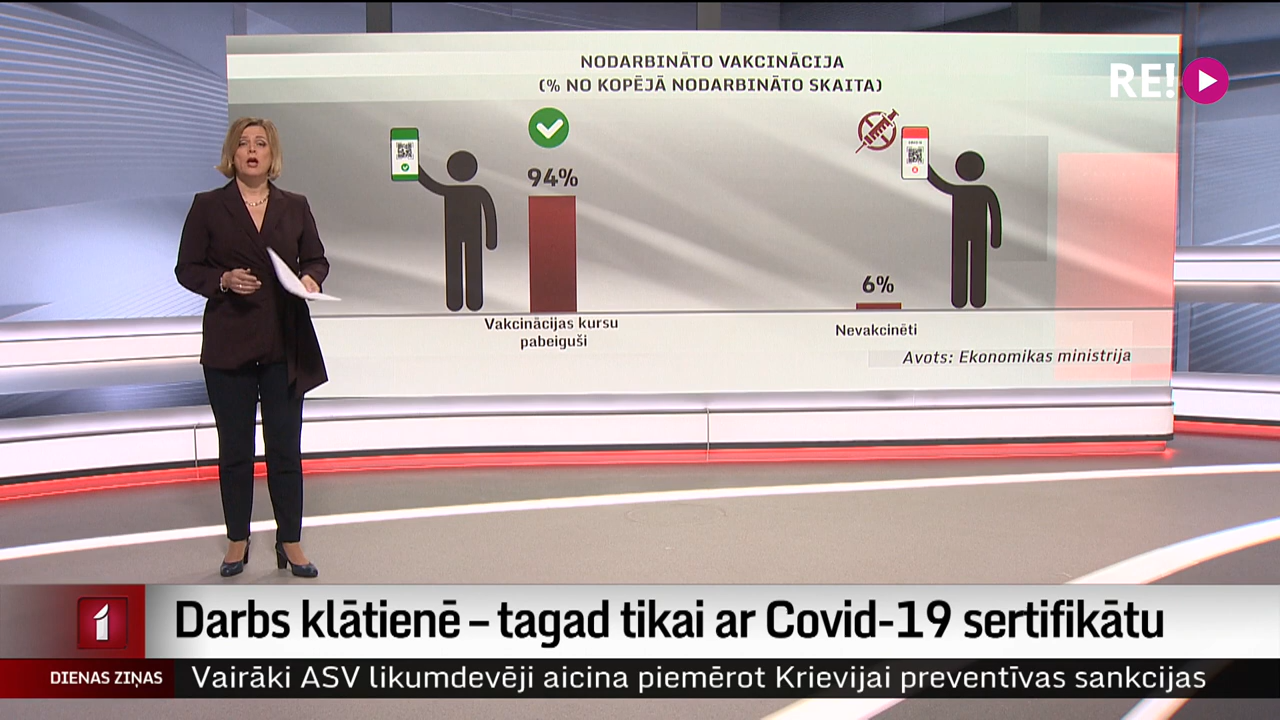 NODARBINĀTO VAKCINĀCIJA
(% NO KOPĒJĀ NODARBINĀTO SKAITA)
RE!
94%
6%
Vakcinācijas kursu
pabeiguši
Nevakcinēti
Avots: Ekonomikas ministrija
1
Darbs klātienē – tagad tikai ar Covid-19 sertifikātu
DIENAS ZIŅAS
Vairāki ASV likumdevēji aicina piemērot Krievijai preventīvas sankcijas